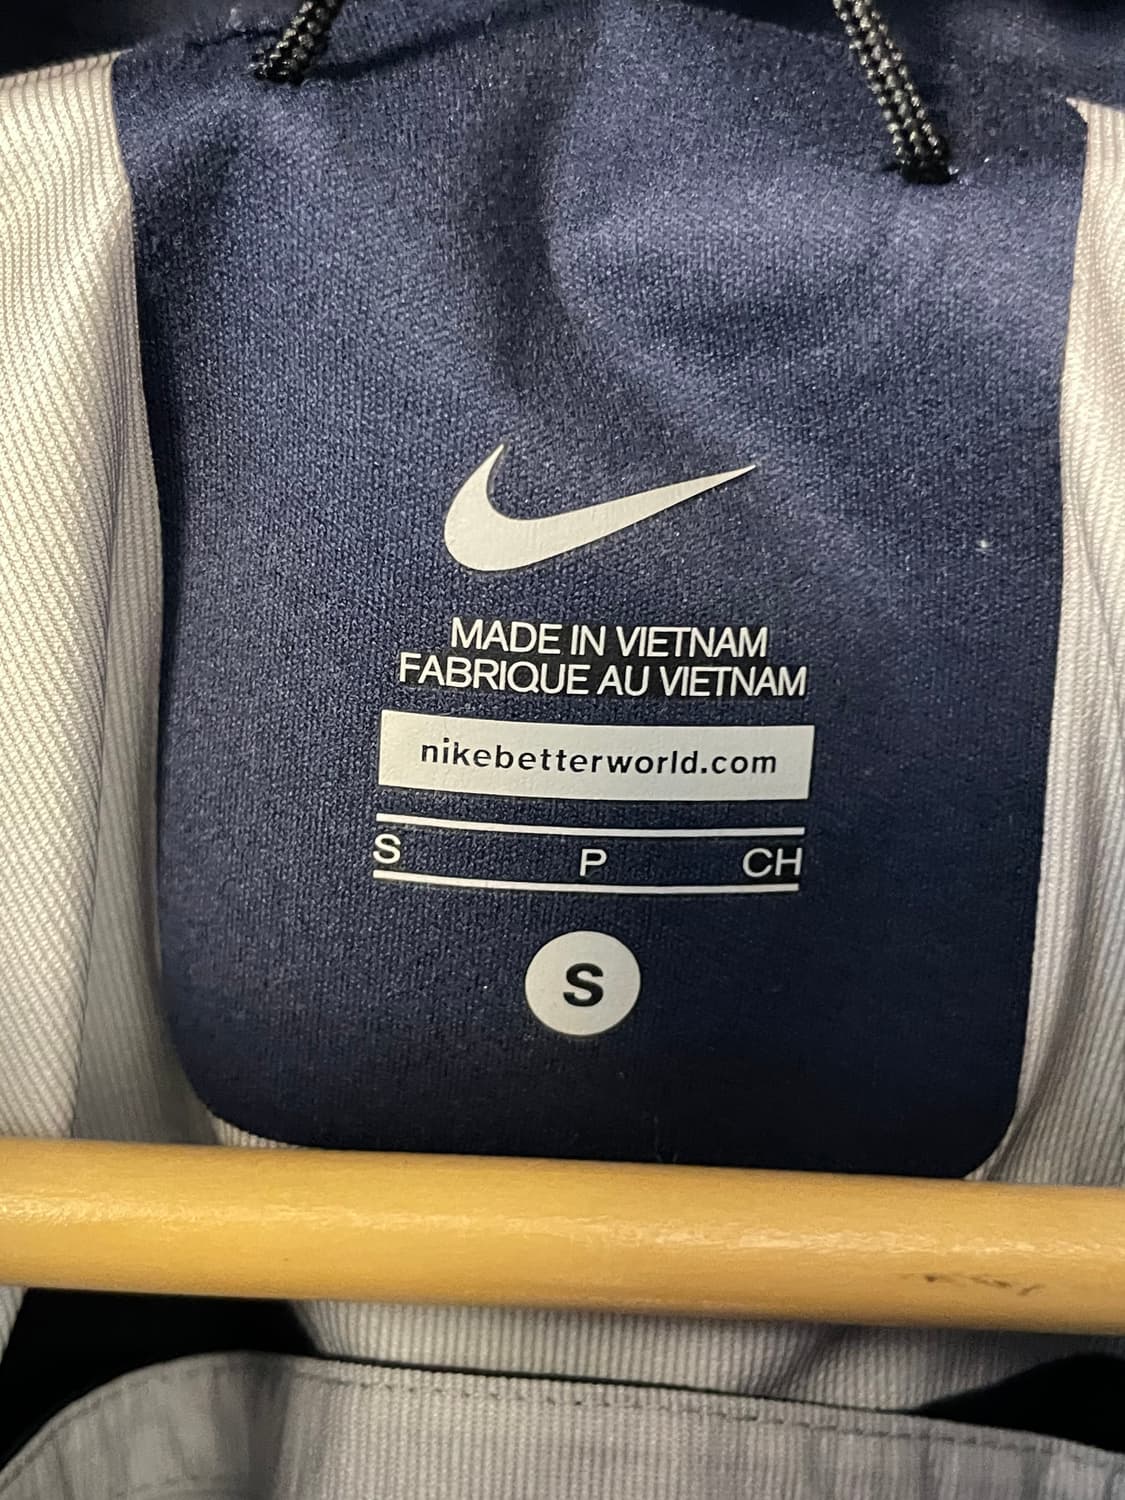 MADE IN VIETNAM
FABRIQUE AU VIETNAM
nikebetterworld.com
S P CH
S